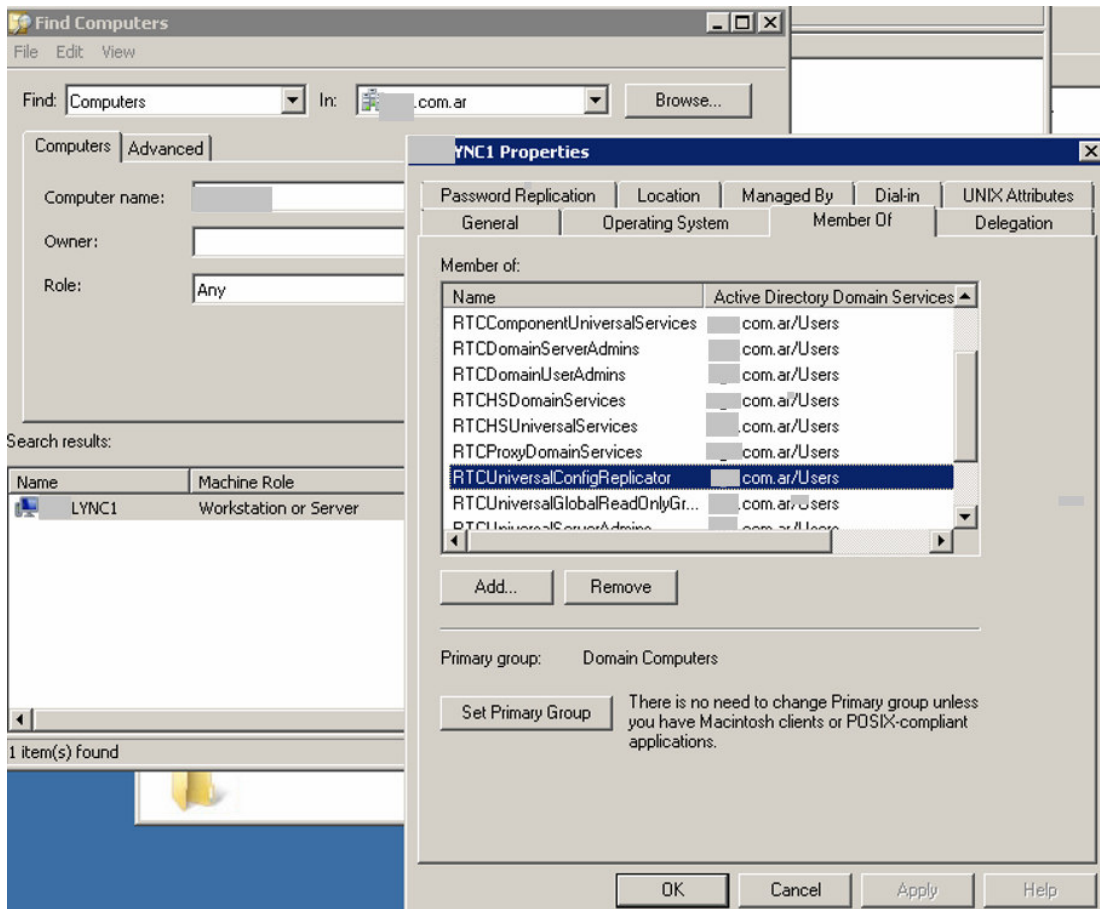 Find Computers
File Edit View
Find: Computers In: .com.ar Browse...
Computers Advanced
Computer name:
Owner:
Role: Any
Search results:
Name Machine Role
LYNC1 Workstation or Server
1 item(s) found
YNC1 Properties
Password Replication Location Managed By Dial-in UNIX Attributes
General Operating System Member Of Delegation
Member of:
Name Active Directory Domain Services
RTCComponentUniversalServices com.ar/Users
RTCDomainServerAdmins .com.ar/Users
RTCDomainUserAdmins com.ar/Users
RTCHSDomainServices com.ar/Users
RTCHSUniversalServices .com.ar/Users
RTCProxyDomainServices com.ar/Users
RTCUniversalConfigReplicator com.ar/Users
RTCUniversalGlobalReadOnlyGr... .com.ar/Users
RTCUniversalServerAdmins com.ar/Users
Add... Remove
Primary group: Domain Computers
Set Primary Group
There is no need to change Primary group unless
you have Macintosh clients or POSIX-compliant
applications.
OK Cancel Apply Help